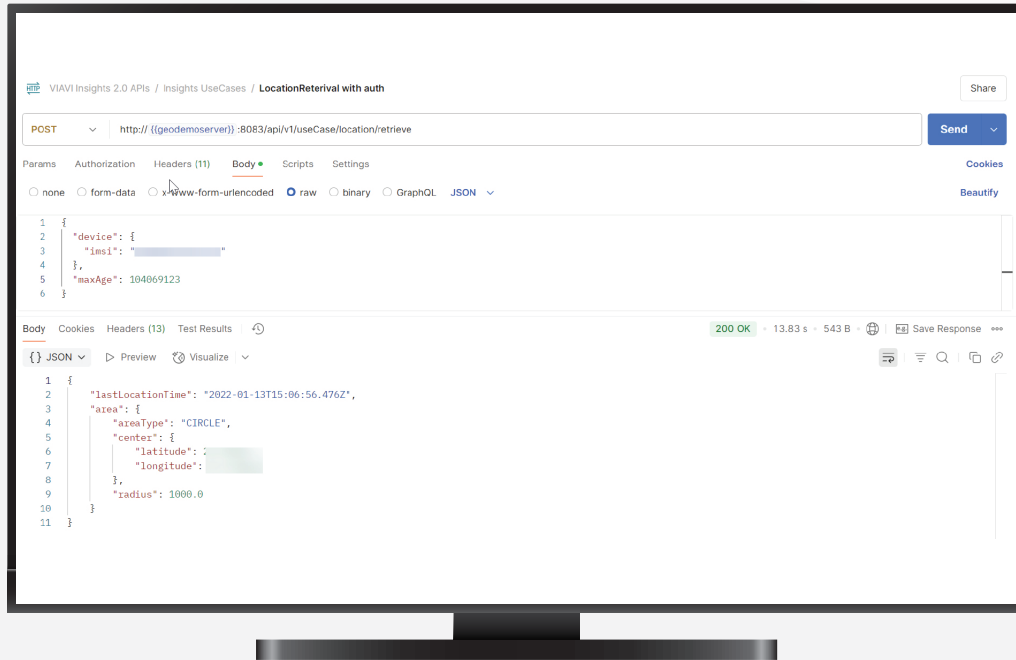 HTTP VIAVI Insights 2.0 APIs / Insights UseCases / LocationReterival with auth Share
POST http:// {{geodemoserver}} :8083/api/v1/useCase/location/retrieve Send
Params Authorization Headers (11) Body Scripts Settings Cookies
none form-data x-www-form-urlencoded raw binary GraphQL JSON Beautify
1 {
2 "device": {
3 "imsi": " "
4 },
5 "maxAge": 104069123
6 }
Body Cookies Headers (13) Test Results 200 OK 13.83 s 543 B Save Response
{} JSON Preview Visualize
1 {
2 "lastLocationTime": "2022-01-13T15:06:56.476Z",
3 "area": {
4 "areaType": "CIRCLE",
5 "center": {
6 "latitude":
7 "longitude":
8 },
9 "radius": 1000.0
10 }
11 }